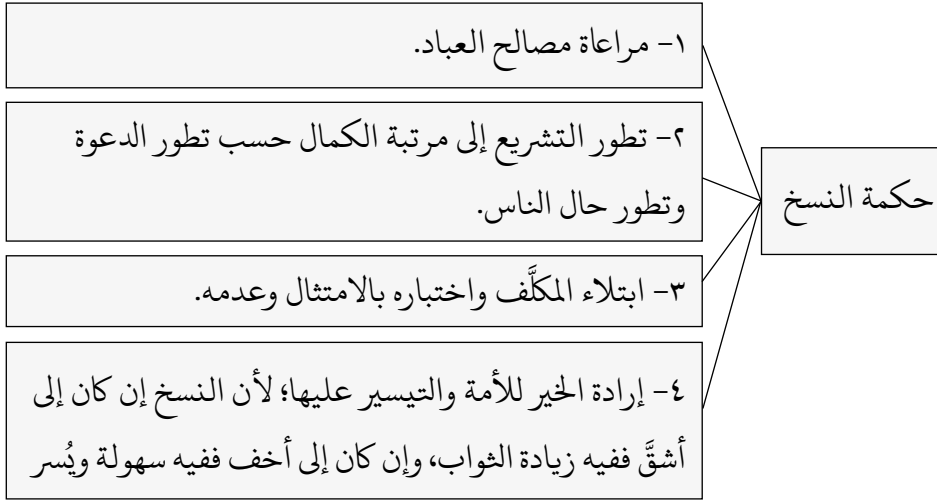 حكمة النسخ
١- مراعاة مصالح العباد.
٢- تطور التشريع إلى مرتبة الكمال حسب تطور الدعوة
وتطور حال الناس.
٣- ابتلاء المكلَّف واختباره بالامتثال وعدمه.
٤- إرادة الخير للأمة والتيسير عليها؛ لأن النسخ إن كان إلى
أشقَّ ففيه زيادة الثواب، وإن كان إلى أخف ففيه سهولة ويُسر